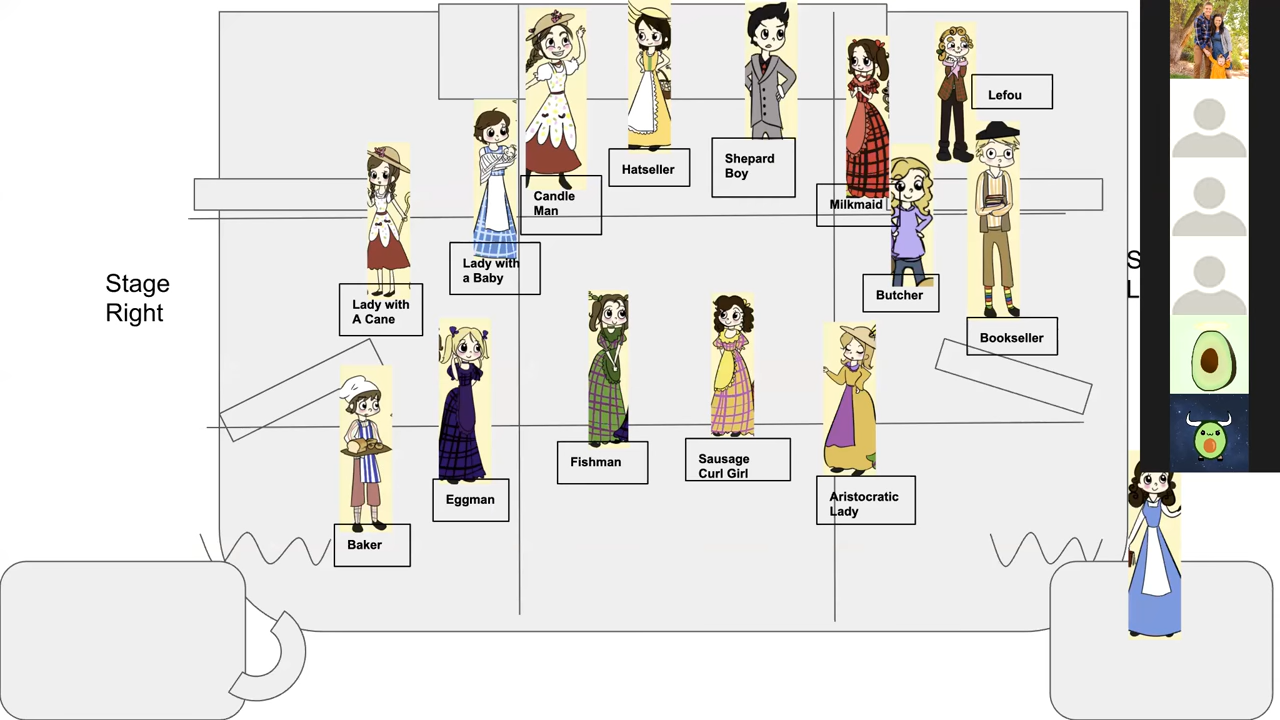 Lefou
Hatseller
Shepard
Boy
Candle
Man
Milkmaid
Lady with
a Baby
Stage
Right
Lady with
A Cane
Butcher
Bookseller
Fishman
Sausage
Curl Girl
Eggman
Aristocratic
Lady
Baker